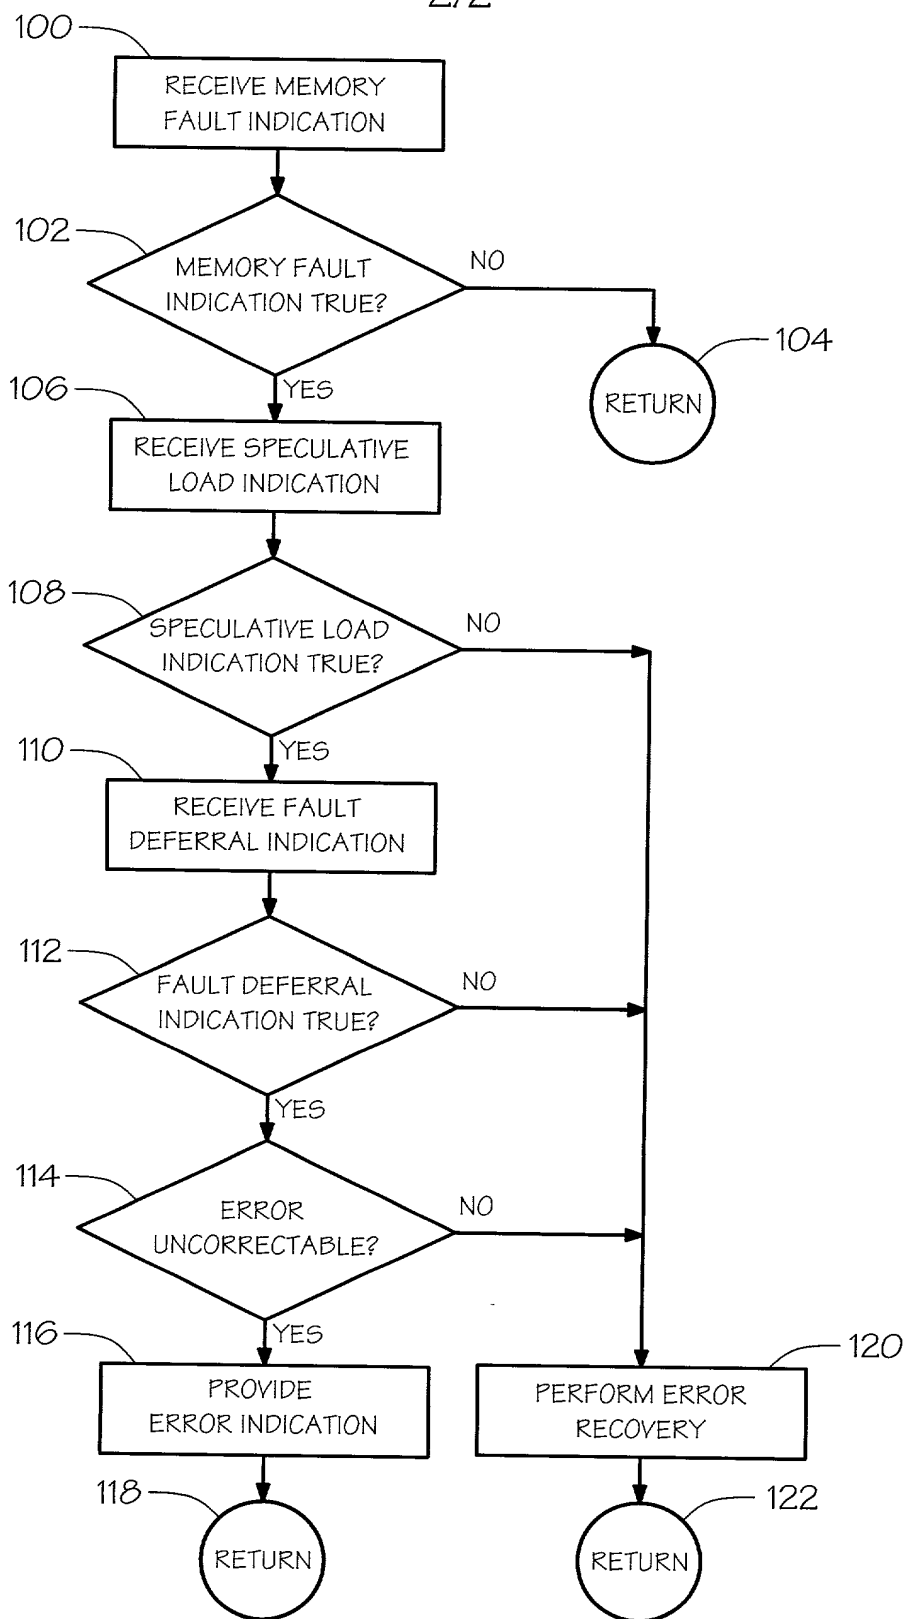 2/2
100
RECEIVE MEMORY
FAULT INDICATION
102
MEMORY FAULT
INDICATION TRUE?
NO
104
RETURN
YES
106
RECEIVE SPECULATIVE
LOAD INDICATION
108
SPECULATIVE LOAD
INDICATION TRUE?
NO
YES
110
RECEIVE FAULT
DEFERRAL INDICATION
112
FAULT DEFERRAL
INDICATION TRUE?
NO
YES
114
ERROR
UNCORRECTABLE?
NO
YES
116
PROVIDE
ERROR INDICATION
120
PERFORM ERROR
RECOVERY
118
RETURN
122
RETURN